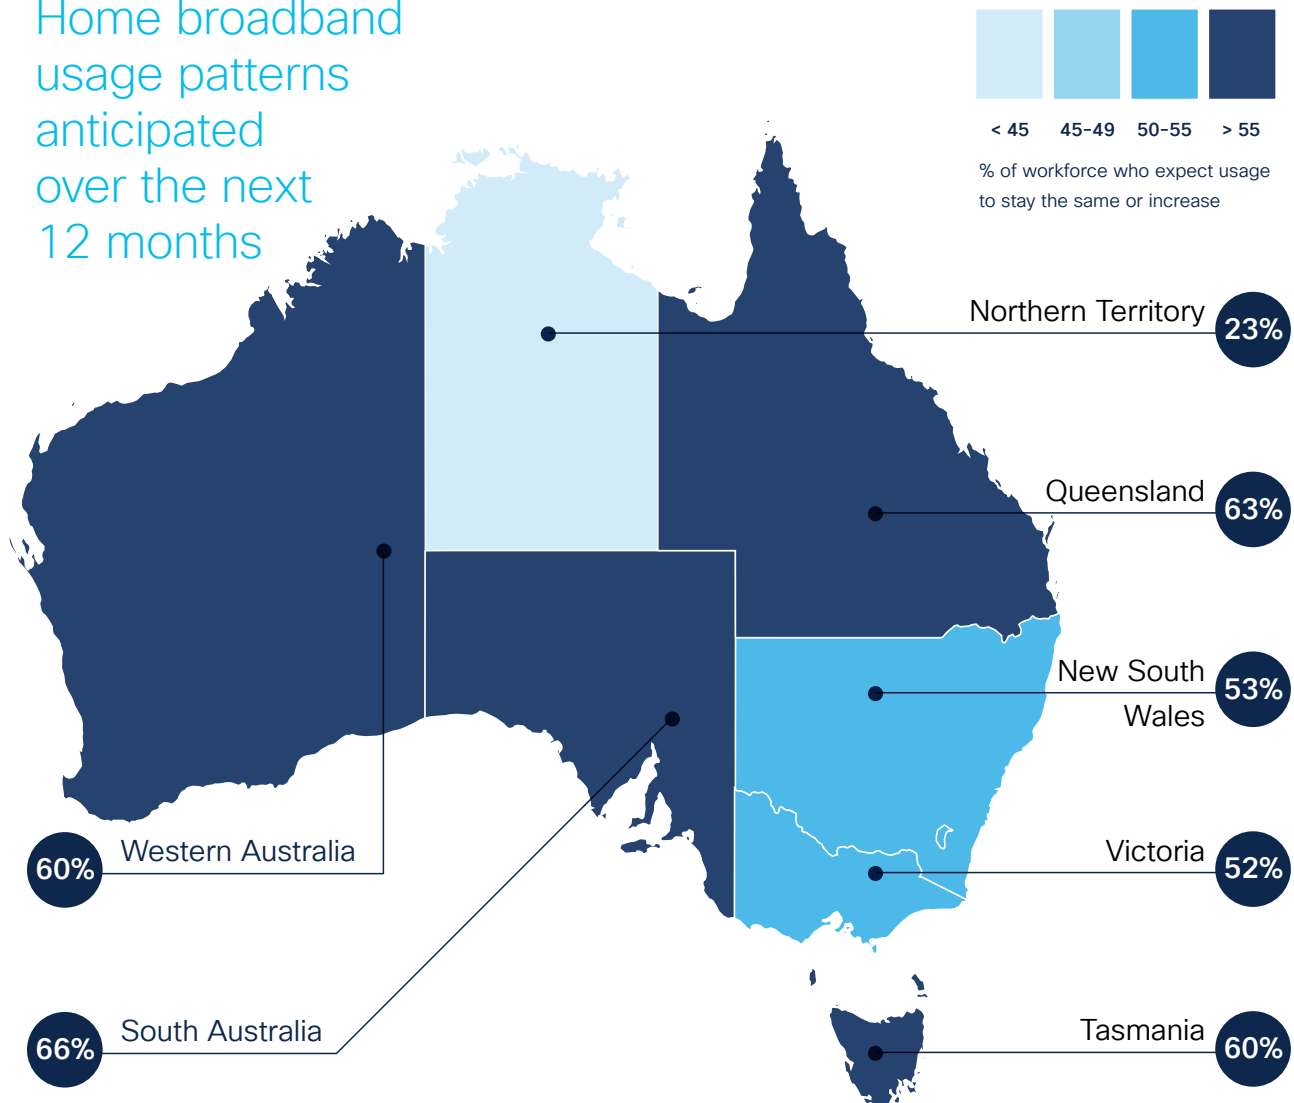 Home broadband
usage patterns
anticipated
over the next
12 months
< 45
45-49
50-55
> 55
% of workforce who expect usage
to stay the same or increase
Northern Territory
23%
Queensland
63%
New South
Wales
53%
Western Australia
60%
Victoria
52%
South Australia
66%
Tasmania
60%